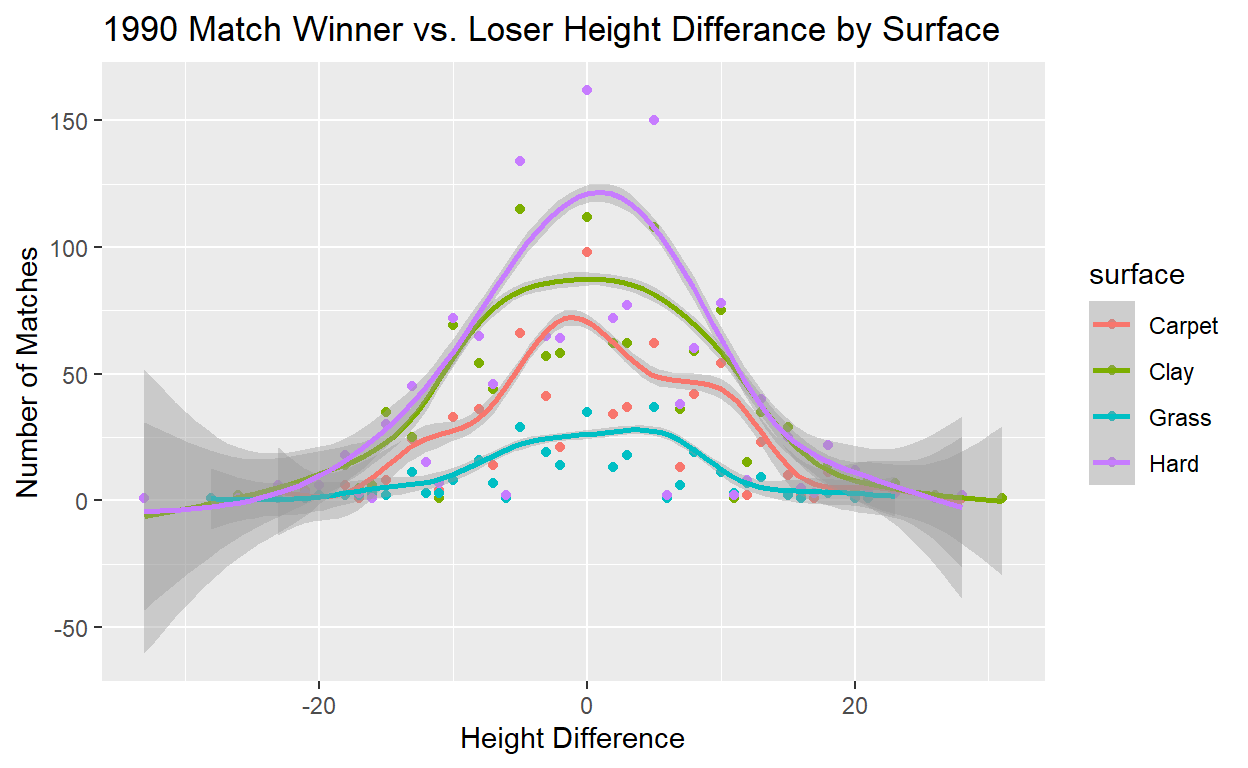 1990 Match Winner vs. Loser Height Differance by Surface
Number of Matches
150
100
50
0
-50
-20
0
20
Height Difference
surface
Carpet
Clay
Grass
Hard